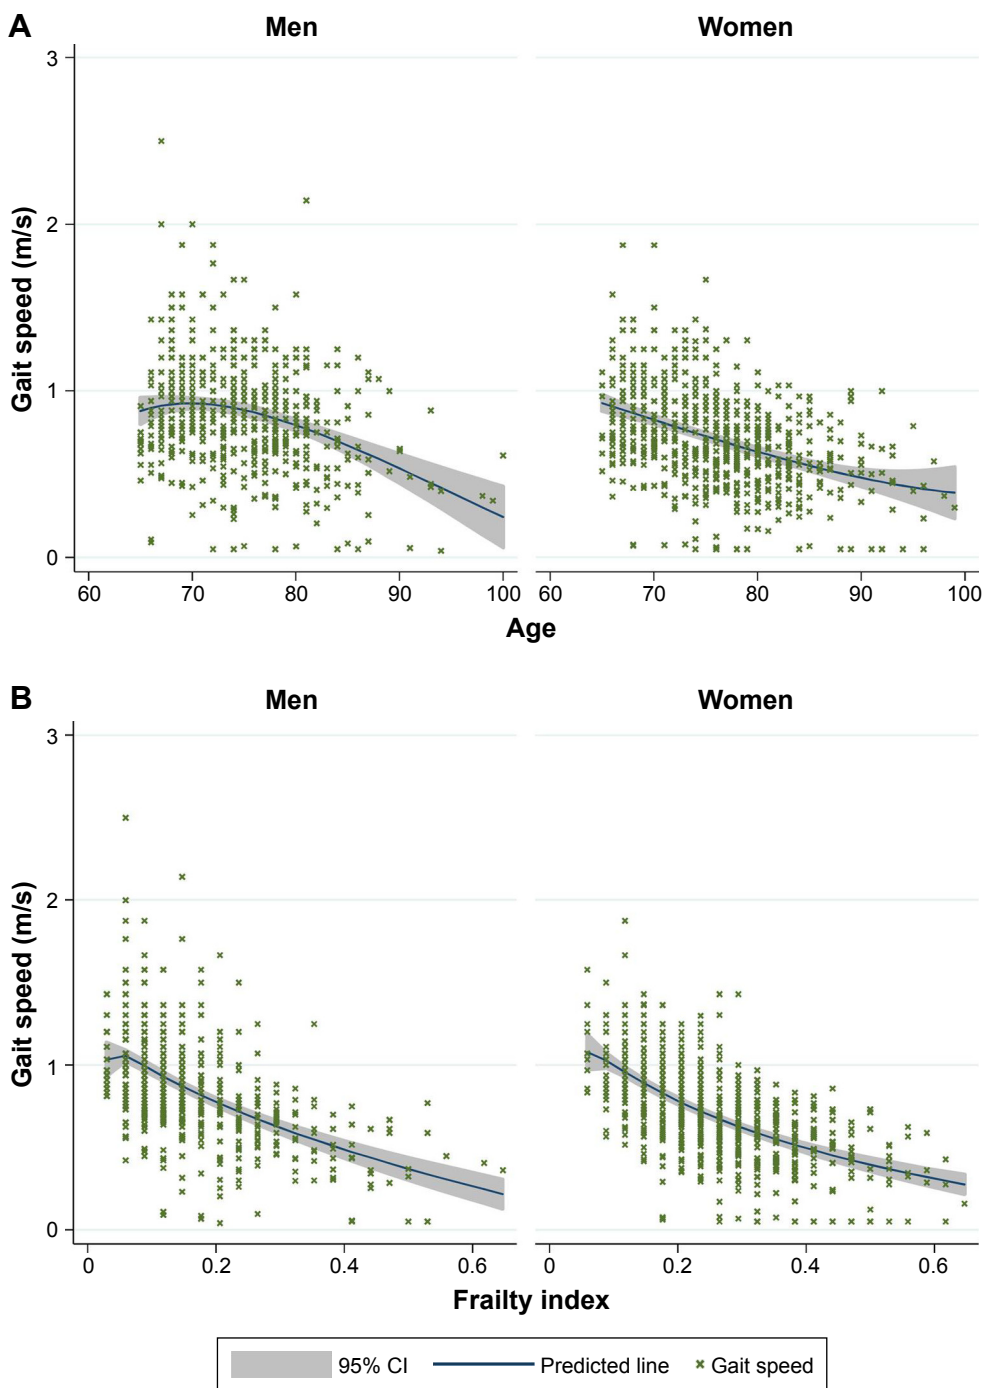 A
Men
Women
Gait speed (m/s)
3
2
1
0
60 70 80 90 100
60 70 80 90 100
Age
B
Men
Women
Gait speed (m/s)
3
2
1
0
0 0.2 0.4 0.6
0 0.2 0.4 0.6
Frailty index
95% CI Predicted line Gait speed